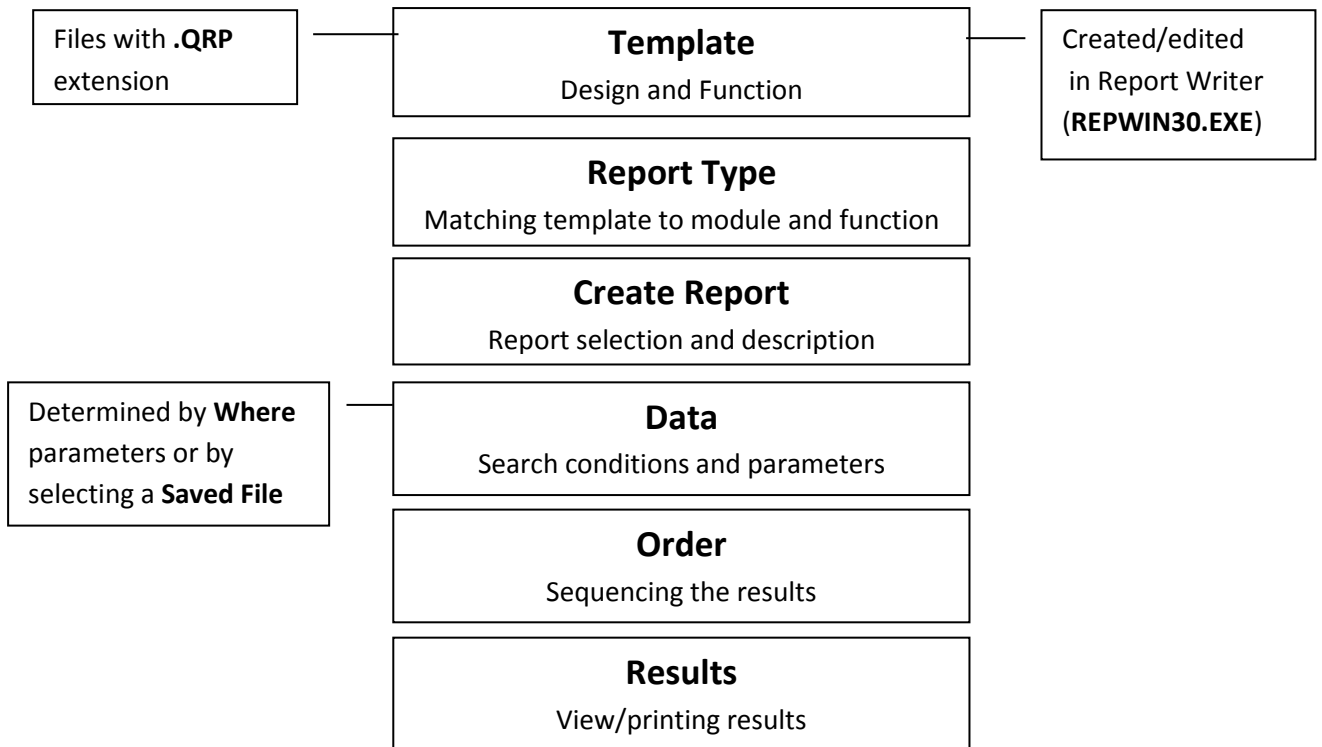 Files with .QRP
extension
Template
Design and Function
Created/edited
in Report Writer
(REPWIN30.EXE)
Report Type
Matching template to module and function
Create Report
Report selection and description
Determined by Where
parameters or by
selecting a Saved File
Data
Search conditions and parameters
Order
Sequencing the results
Results
View/printing results